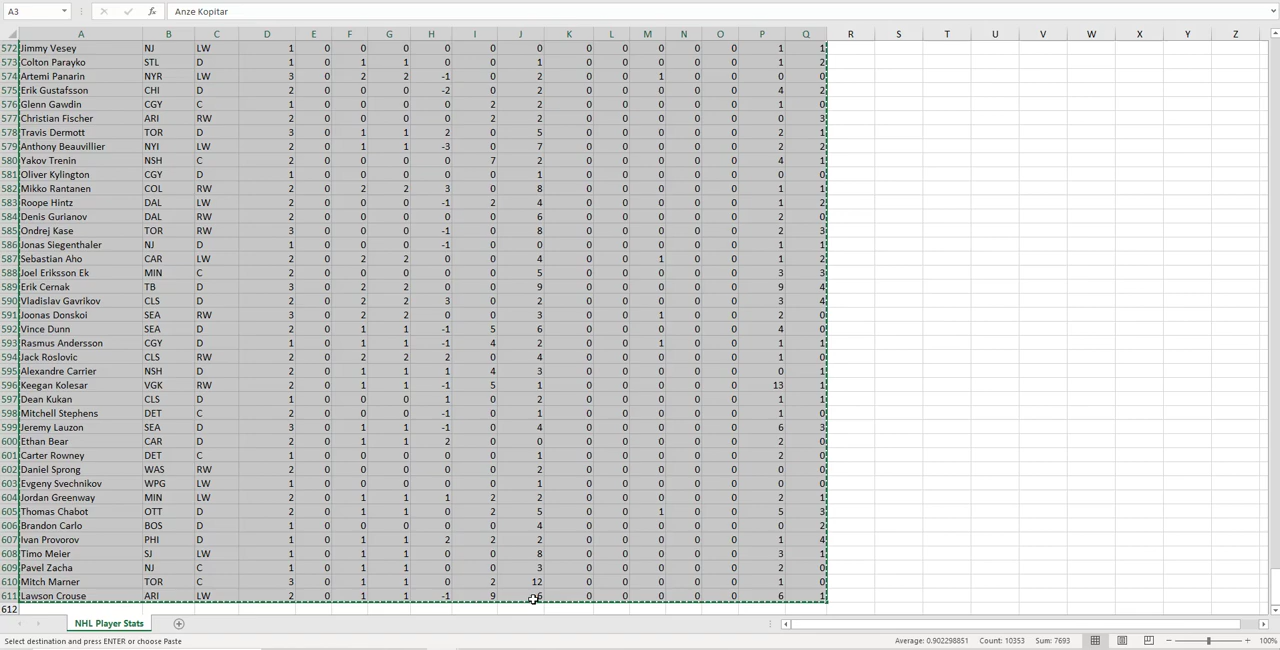 A3 fx Anze Kopitar
A B C D E F G H I J K L M N O P Q R S T U V W X Y Z
572 Jimmy Vesey NJ LW 1 0 0 0 0 0 0 0 0 0 0 0 1 1
573 Colton Parayko STL D 1 0 1 1 0 0 1 0 0 0 0 0 1 2
574 Artemi Panarin NYR LW 3 0 2 2 -1 0 2 0 0 1 0 0 0 0
575 Erik Gustafsson CHI D 2 0 0 0 -2 0 2 0 0 0 0 0 4 2
576 Glenn Gawdin CGY C 1 0 0 0 0 2 2 0 0 0 0 0 1 0
577 Christian Fischer ARI RW 2 0 0 0 0 2 2 0 0 0 0 0 0 3
578 Travis Dermott TOR D 3 0 1 1 2 0 5 0 0 0 0 0 2 1
579 Anthony Beauvillier NYI LW 2 0 1 1 -3 0 7 0 0 0 0 0 2 2
580 Yakov Trenin NSH C 2 0 0 0 0 7 2 0 0 0 0 0 4 1
581 Oliver Kylington CGY D 1 0 0 0 0 0 1 0 0 0 0 0 0 0
582 Mikko Rantanen COL RW 2 0 2 2 3 0 8 0 0 0 0 0 1 1
583 Roope Hintz DAL LW 2 0 0 0 -1 2 4 0 0 0 0 0 1 2
584 Denis Gurianov DAL RW 2 0 0 0 0 0 6 0 0 0 0 0 2 0
585 Ondrej Kase TOR RW 3 0 0 0 -1 0 8 0 0 0 0 0 2 3
586 Jonas Siegenthaler NJ D 1 0 0 0 -1 0 0 0 0 0 0 0 1 1
587 Sebastian Aho CAR LW 2 0 2 2 0 0 4 0 0 1 0 0 1 2
588 Joel Eriksson Ek MIN C 2 0 0 0 0 0 5 0 0 0 0 0 3 3
589 Erik Cernak TB D 3 0 2 2 0 0 9 0 0 0 0 0 9 4
590 Vladislav Gavrikov CLS D 2 0 2 2 3 0 2 0 0 0 0 0 3 4
591 Joonas Donskoi SEA RW 3 0 2 2 0 0 3 0 0 1 0 0 2 0
592 Vince Dunn SEA D 2 0 1 1 -1 5 6 0 0 0 0 0 4 0
593 Rasmus Andersson CGY D 1 0 1 1 -1 4 2 0 0 1 0 0 1 1
594 Jack Roslovic CLS RW 2 0 2 2 2 0 4 0 0 0 0 0 1 0
595 Alexandre Carrier NSH D 2 0 1 1 1 4 3 0 0 0 0 0 0 1
596 Keegan Kolesar VGK RW 2 0 1 1 -1 5 1 0 0 0 0 0 13 1
597 Dean Kukan CLS D 1 0 0 0 1 0 2 0 0 0 0 0 1 1
598 Mitchell Stephens DET C 2 0 0 0 -1 0 1 0 0 0 0 0 1 0
599 Jeremy Lauzon SEA D 3 0 1 1 -1 0 4 0 0 0 0 0 6 3
600 Ethan Bear CAR D 2 0 1 1 2 0 0 0 0 0 0 0 2 0
601 Carter Rowney DET C 1 0 0 0 0 0 1 0 0 0 0 0 2 0
602 Daniel Sprong WAS RW 2 0 0 0 0 0 2 0 0 0 0 0 0 0
603 Evgeny Svechnikov WPG LW 1 0 0 0 0 0 1 0 0 0 0 0 0 0
604 Jordan Greenway MIN LW 2 0 1 1 1 2 2 0 0 0 0 0 2 1
605 Thomas Chabot OTT D 2 0 1 1 0 2 5 0 0 1 0 0 5 3
606 Brandon Carlo BOS D 1 0 0 0 0 0 4 0 0 0 0 0 0 2
607 Ivan Provorov PHI D 1 0 1 1 2 2 2 0 0 0 0 0 1 4
608 Timo Meier SJ LW 1 0 1 1 0 0 8 0 0 0 0 0 3 1
609 Pavel Zacha NJ C 1 0 1 1 0 0 3 0 0 0 0 0 2 0
610 Mitch Marner TOR C 3 0 1 1 0 2 12 0 0 0 0 0 1 0
611 Lawson Crouse ARI LW 2 0 1 1 -1 9 0 0 0 0 0 6 1
612
NHL Player Stats
Select destination and press ENTER or choose Paste Average: 0.902298851 Count: 10353 Sum: 7693 100%